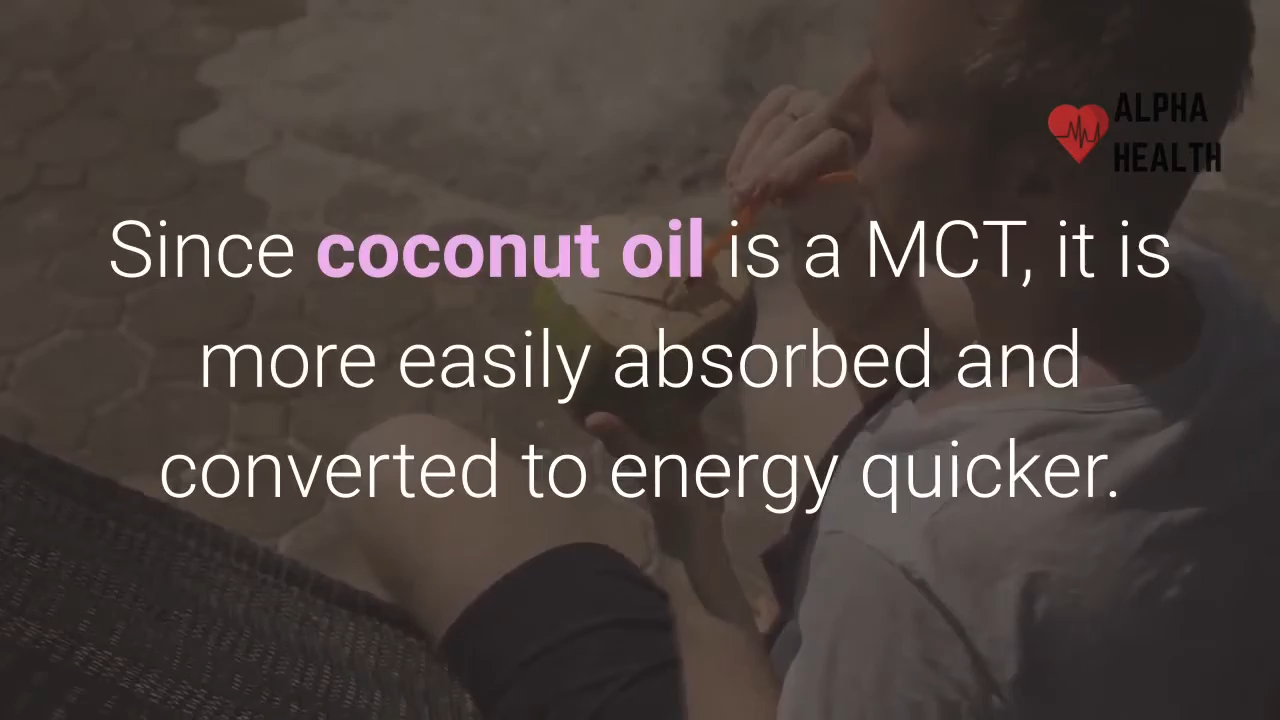 ALPHA
HEALTH
Since coconut oil is a MCT, it is
more easily absorbed and
converted to energy quicker.